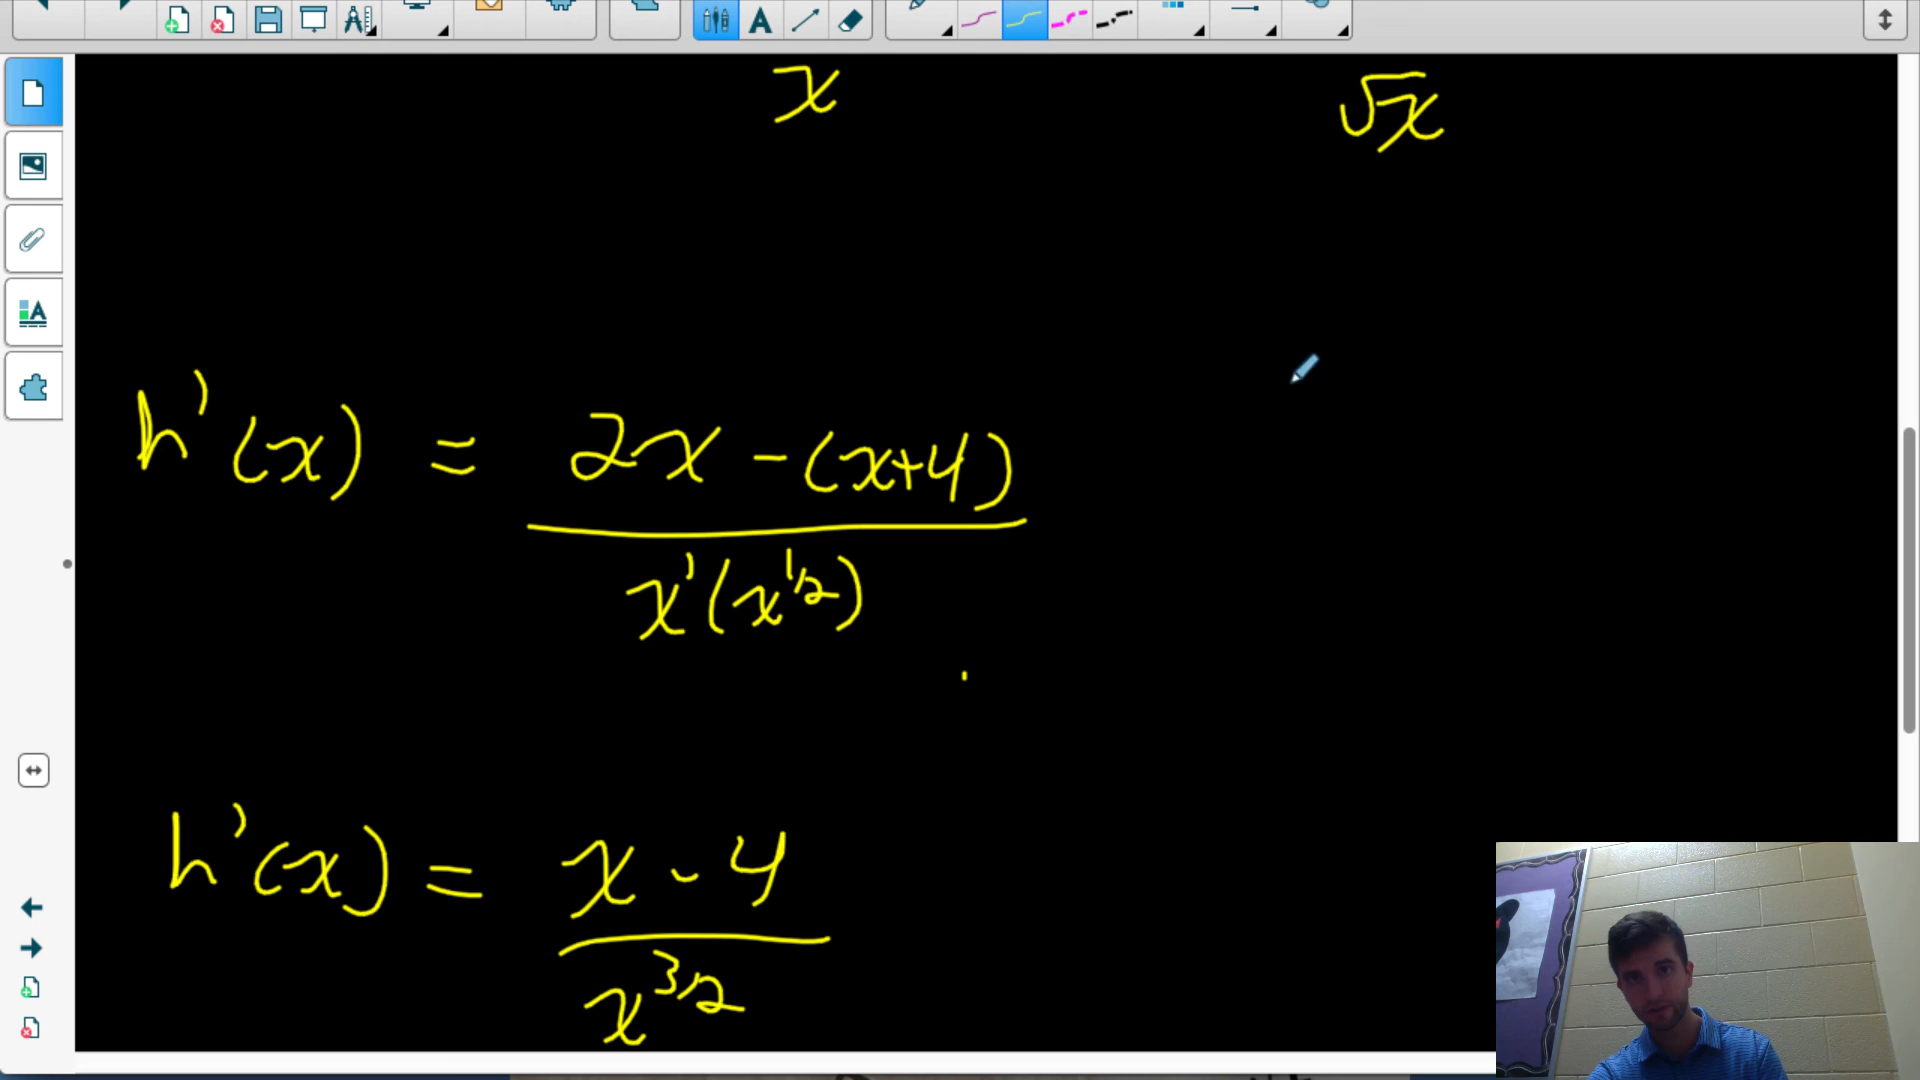 x √x
h'(x) = 2x - (x+4)
x'(x^1/2)
h'(x) = x - 4
x^3/2